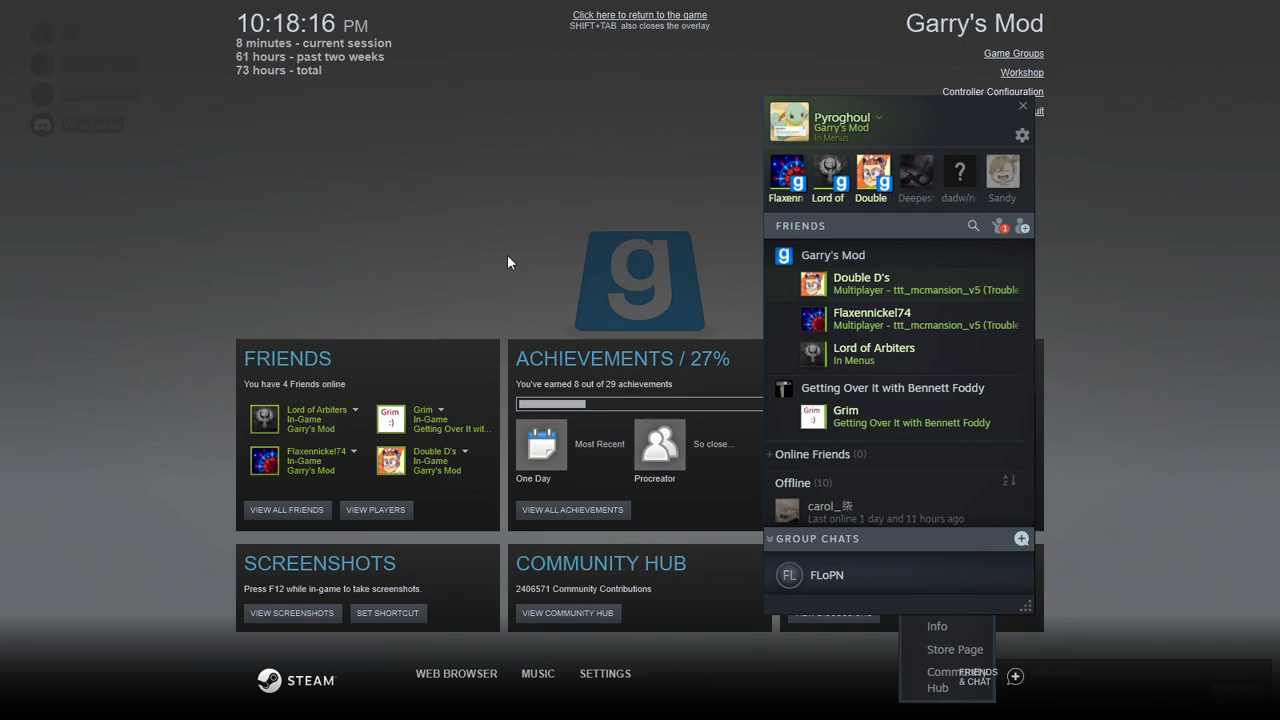 10:18:16 PM
8 minutes - current session
61 hours - past two weeks
73 hours - total
Click here to return to the game
SHIFT+TAB also closes the overlay
Garry's Mod
Game Groups
Workshop
Controller Configuration
Pyroghoul
Garry's Mod
In Menus
Flaxenn
Lord of
Double
Deepest
?
dadw/n
Sandy
FRIENDS
1
g Garry's Mod
Double D's
Multiplayer - ttt_mcmansion_v5 (Trouble
Flaxennickel74
Multiplayer - ttt_mcmansion_v5 (Trouble
Lord of Arbiters
In Menus
Getting Over It with Bennett Foddy
Grim :)
Grim
Getting Over It with Bennett Foddy
+ Online Friends (0)
Offline (10)
carol_柒
Last online 1 day and 11 hours ago
GROUP CHATS
FL FLoPN
g
FRIENDS
You have 4 Friends online
Lord of Arbiters
In-Game
Garry's Mod
Grim :)
Grim
In-Game
Getting Over It wit...
Flaxennickel74
In-Game
Garry's Mod
Double D's
In-Game
Garry's Mod
VIEW ALL FRIENDS
VIEW PLAYERS
ACHIEVEMENTS / 27%
You've earned 8 out of 29 achievements
Most Recent
One Day
So close...
Procreator
VIEW ALL ACHIEVEMENTS
SCREENSHOTS
Press F12 while in-game to take screenshots.
VIEW SCREENSHOTS
SET SHORTCUT
COMMUNITY HUB
2406571 Community Contributions
VIEW COMMUNITY HUB
Info
Store Page
Hub
FRIENDS
& CHAT
STEAM
WEB BROWSER
MUSIC
SETTINGS